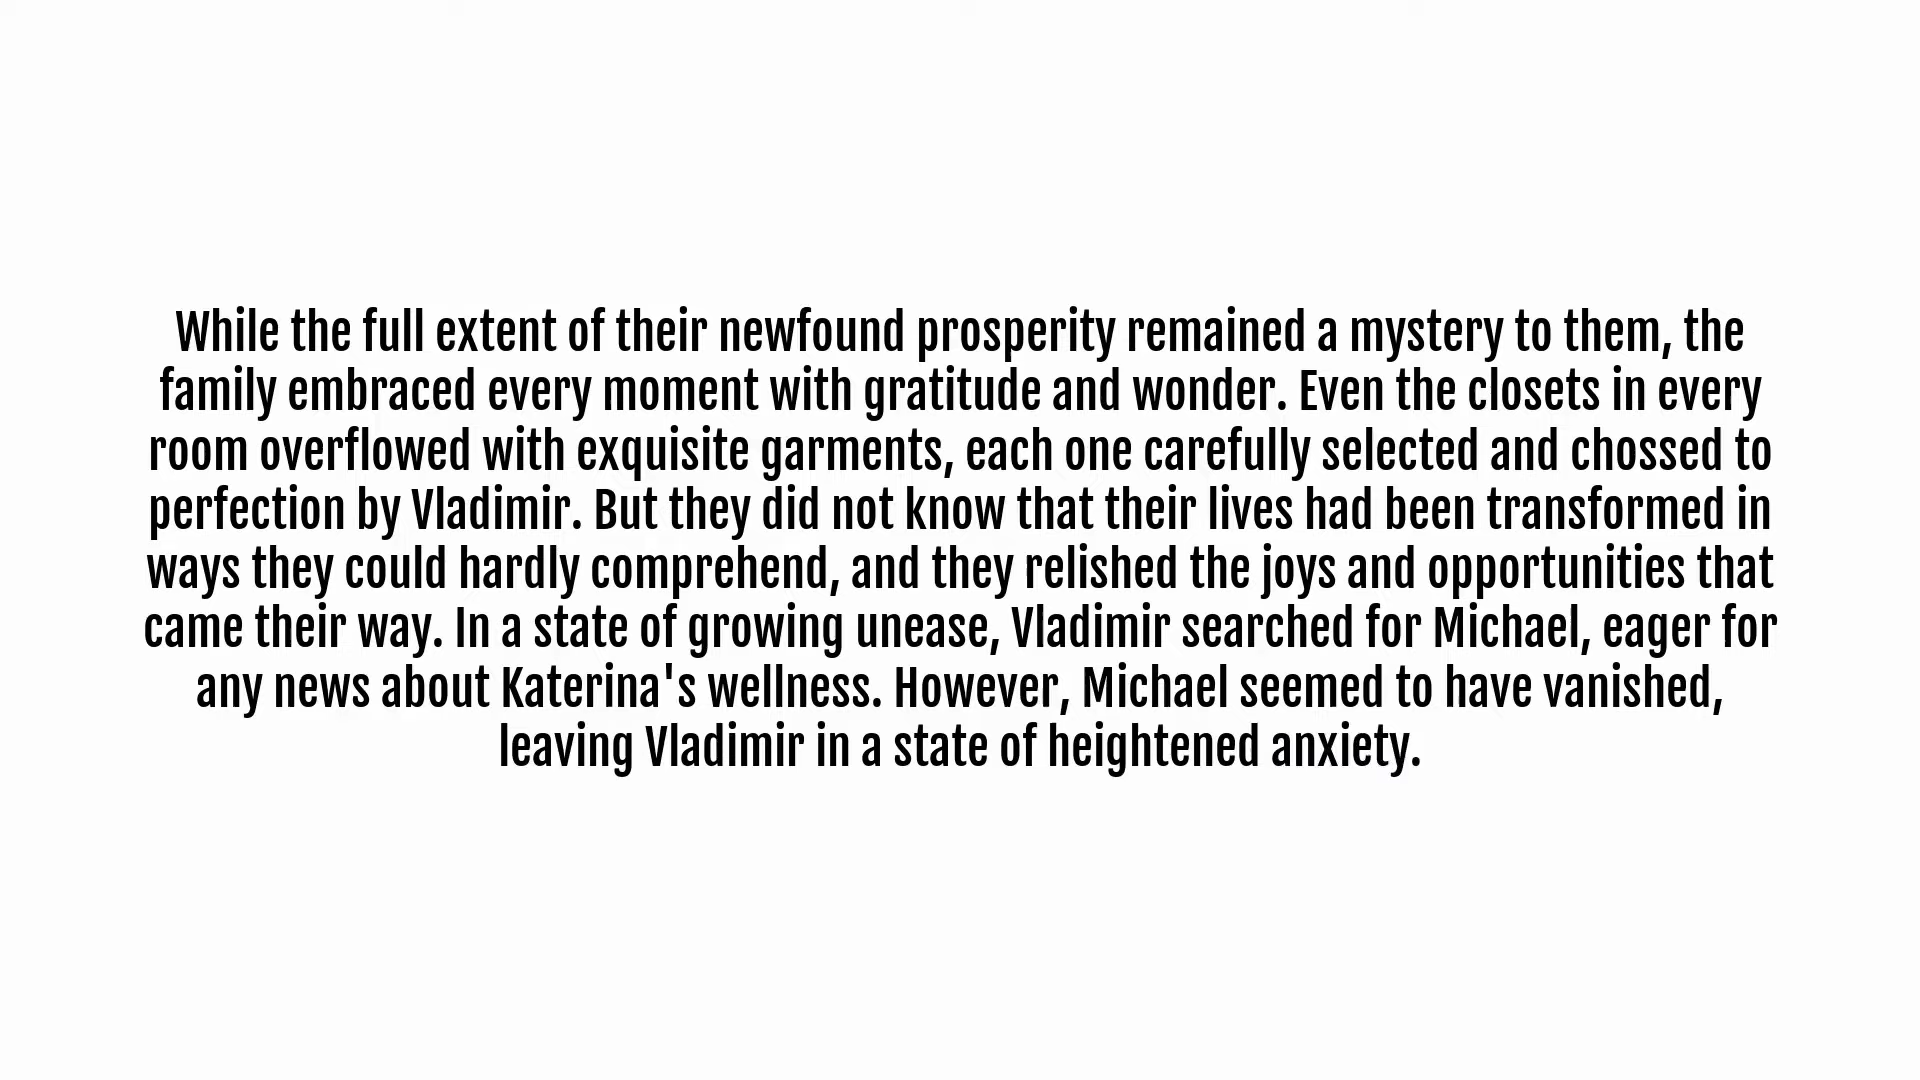 While the full extent of their newfound prosperity remained a mystery to them, the
family embraced every moment with gratitude and wonder. Even the closets in every
room overflowed with exquisite garments, each one carefully selected and chossed to
perfection by Vladimir. But they did not know that their lives had been transformed in
ways they could hardly comprehend, and they relished the joys and opportunities that
came their way. In a state of growing unease, Vladimir searched for Michael, eager for
any news about Katerina's wellness. However, Michael seemed to have vanished,
leaving Vladimir in a state of heightened anxiety.